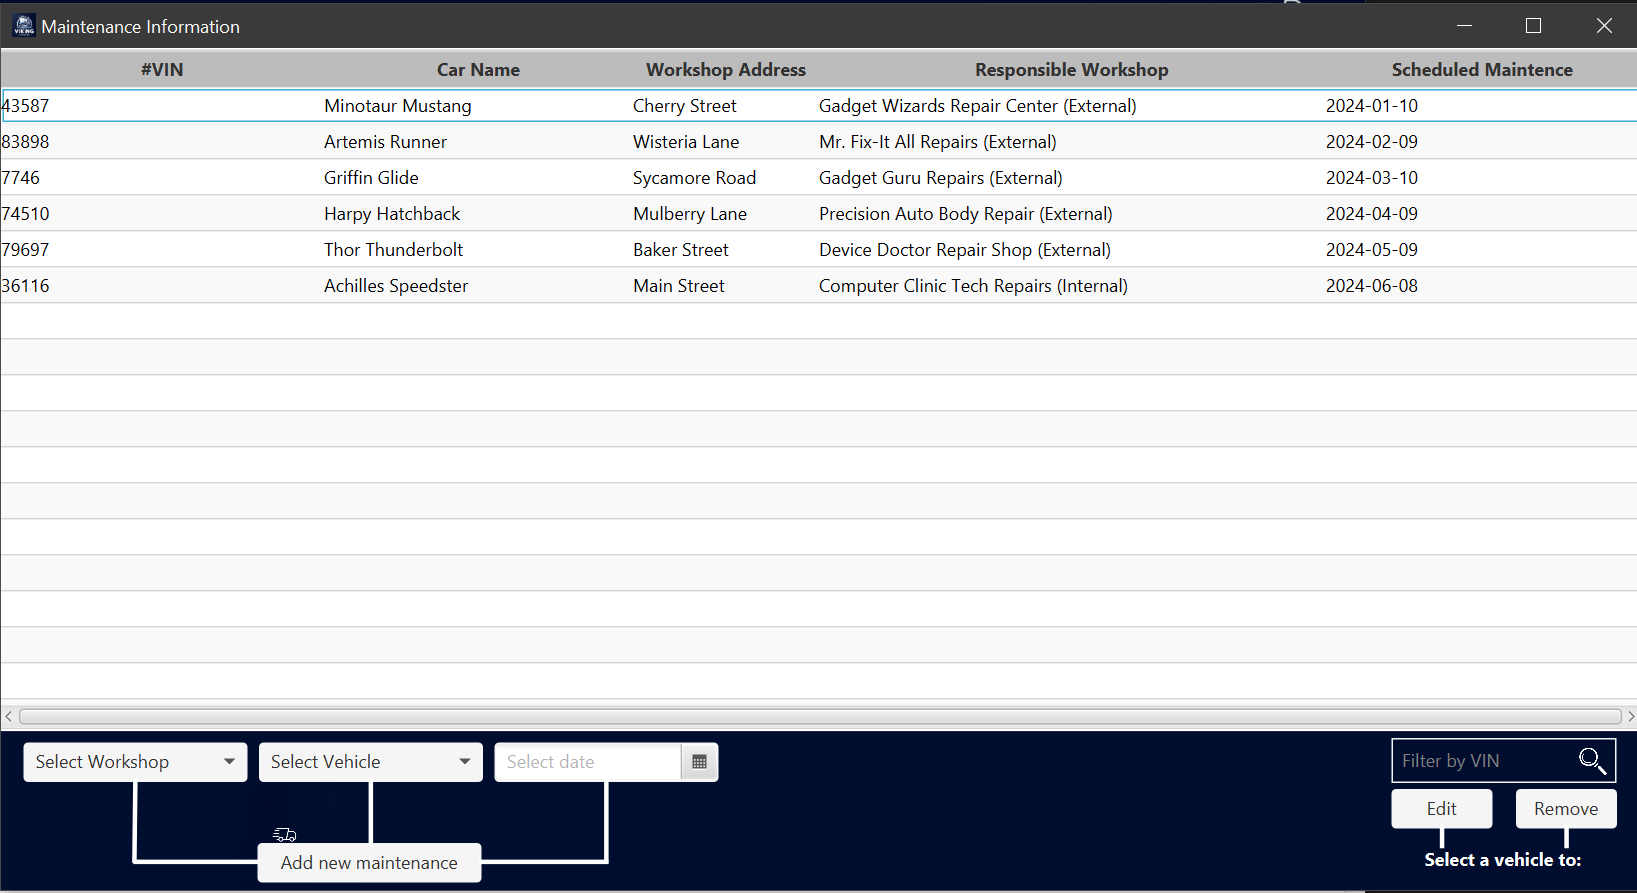 VIKING
Maintenance Information
#VIN Car Name Workshop Address Responsible Workshop Scheduled Maintence
43587 Minotaur Mustang Cherry Street Gadget Wizards Repair Center (External) 2024-01-10
83898 Artemis Runner Wisteria Lane Mr. Fix-It All Repairs (External) 2024-02-09
7746 Griffin Glide Sycamore Road Gadget Guru Repairs (External) 2024-03-10
74510 Harpy Hatchback Mulberry Lane Precision Auto Body Repair (External) 2024-04-09
79697 Thor Thunderbolt Baker Street Device Doctor Repair Shop (External) 2024-05-09
36116 Achilles Speedster Main Street Computer Clinic Tech Repairs (Internal) 2024-06-08
Select Workshop Select Vehicle Select date Filter by VIN
Edit Remove
Add new maintenance Select a vehicle to: